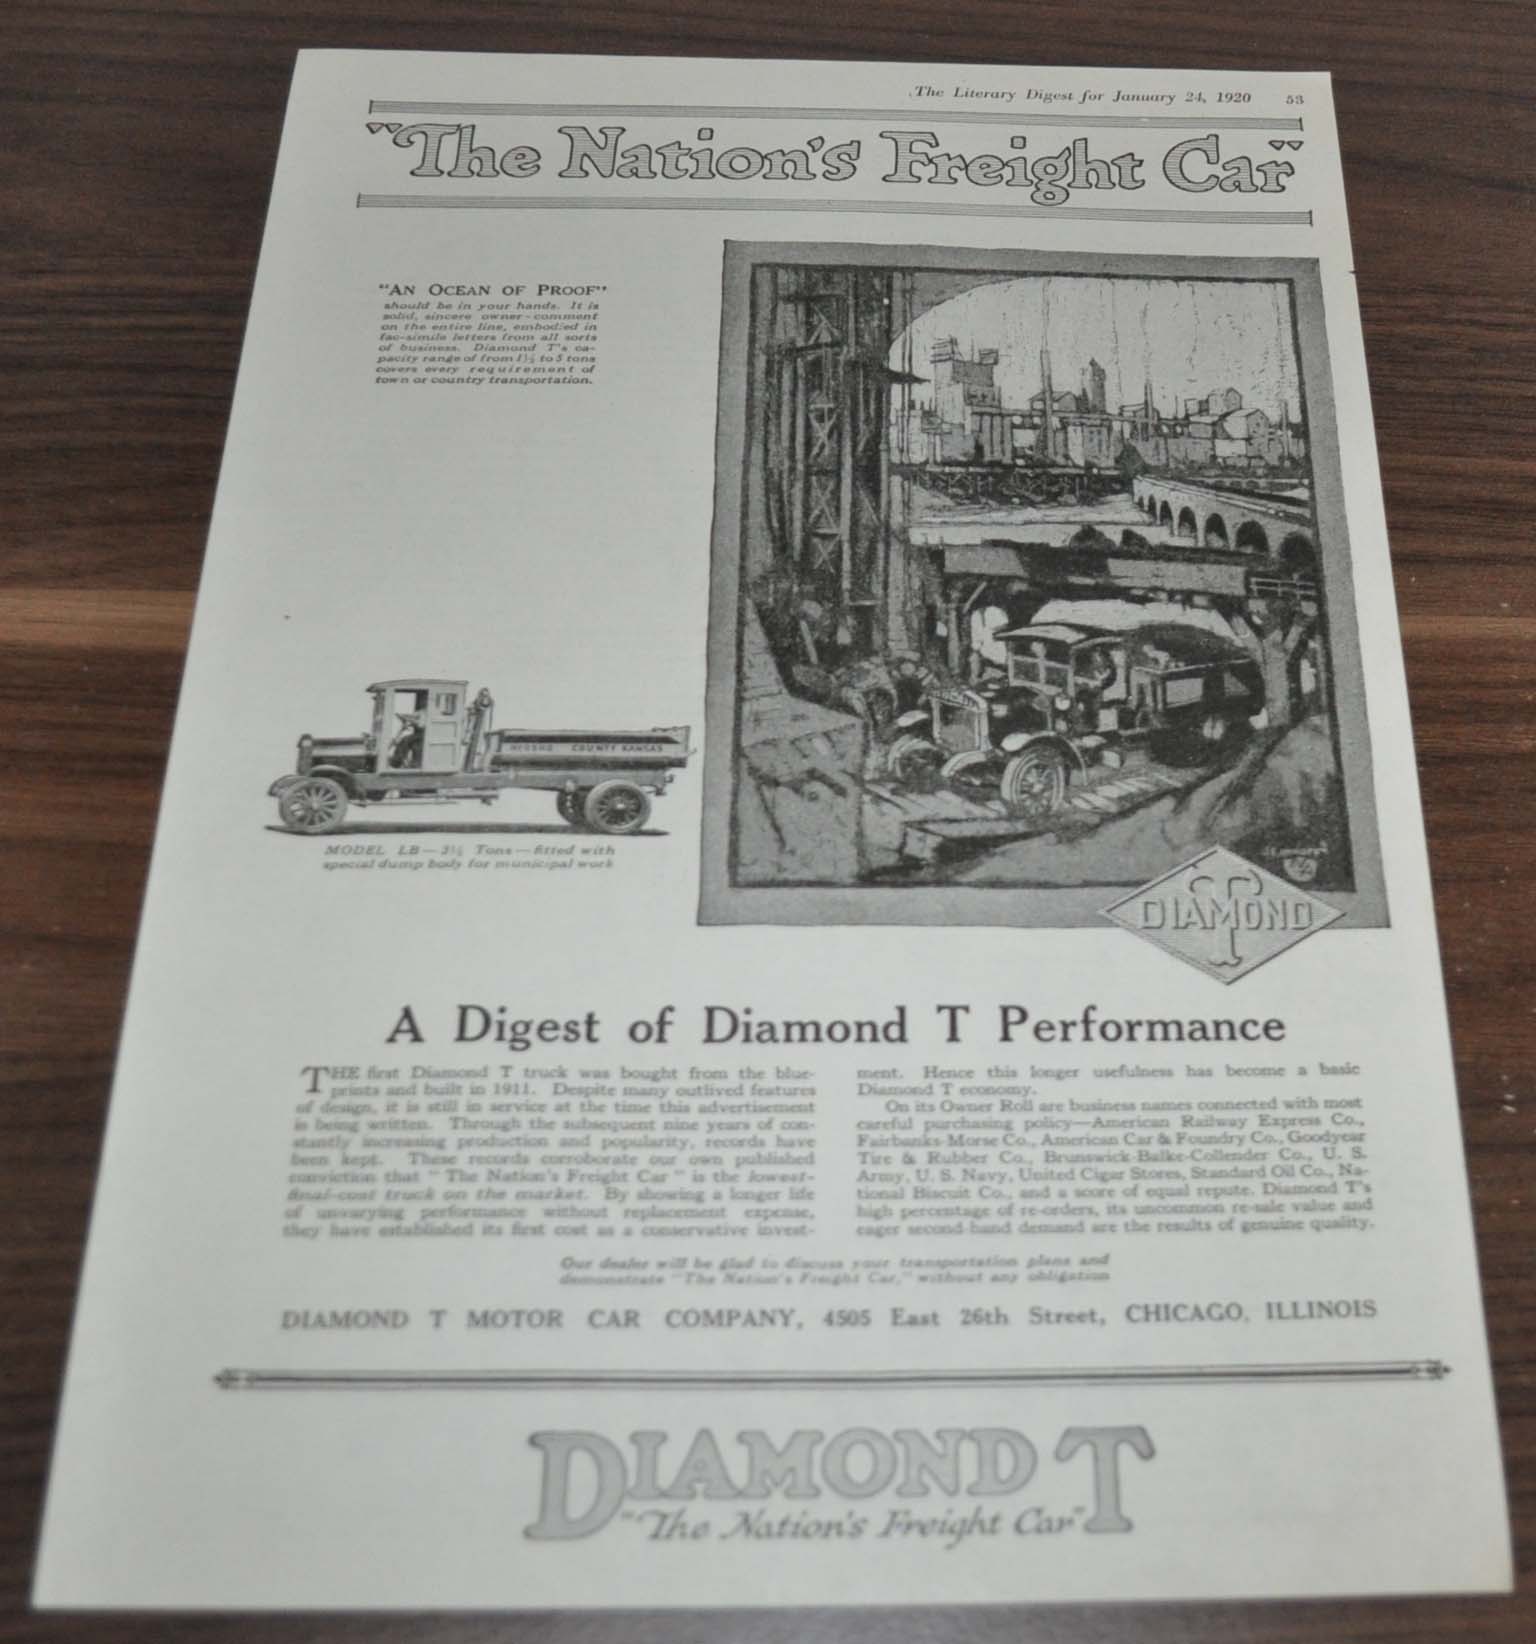 The Literary Digest for January 24, 1920 53
"The Nation's Freight Car"
"AN OCEAN OF PROOF"
should be in your hands. It is
solid, sincere owner-comment
on the entire line, embodied in
fac-simile letters from all sorts
of business. Diamond T's ca-
pacity range of from 1½ to 5 tons
covers every requirement of
town or country transportation.
NEOSHO COUNTY KANSAS
MODEL LB — Tons — fitted with
special dump body for municipal work
DIAMOND T
A Digest of Diamond T Performance
THE first Diamond T truck was bought from the blue-
prints and built in 1911. Despite many outlived features
of design, it is still in service at the time this advertisement
is being written. Through the subsequent nine years of con-
stantly increasing production and popularity, records have
been kept. These records corroborate our own published
conviction that "The Nation's Freight Car" is the lowest-
final-cost truck on the market. By showing a longer life
of unvarying performance without replacement expense,
they have established its first cost as a conservative invest-
ment. Hence this longer usefulness has become a basic
Diamond T economy.
On its Owner Roll are business names connected with most
careful purchasing policy—American Railway Express Co.,
Fairbanks-Morse Co., American Car & Foundry Co., Goodyear
Tire & Rubber Co., Brunswick-Balke-Collender Co., U. S.
Army, U. S. Navy, United Cigar Stores, Standard Oil Co., Na-
tional Biscuit Co., and a score of equal repute. Diamond T's
high percentage of re-orders, its uncommon re-sale value and
eager second-hand demand are the results of genuine quality.
Our dealer will be glad to discuss your transportation plans and
demonstrate "The Nation's Freight Car," without any obligation
DIAMOND T MOTOR CAR COMPANY, 4505 East 26th Street, CHICAGO, ILLINOIS
DIAMOND T
"The Nation's Freight Car"